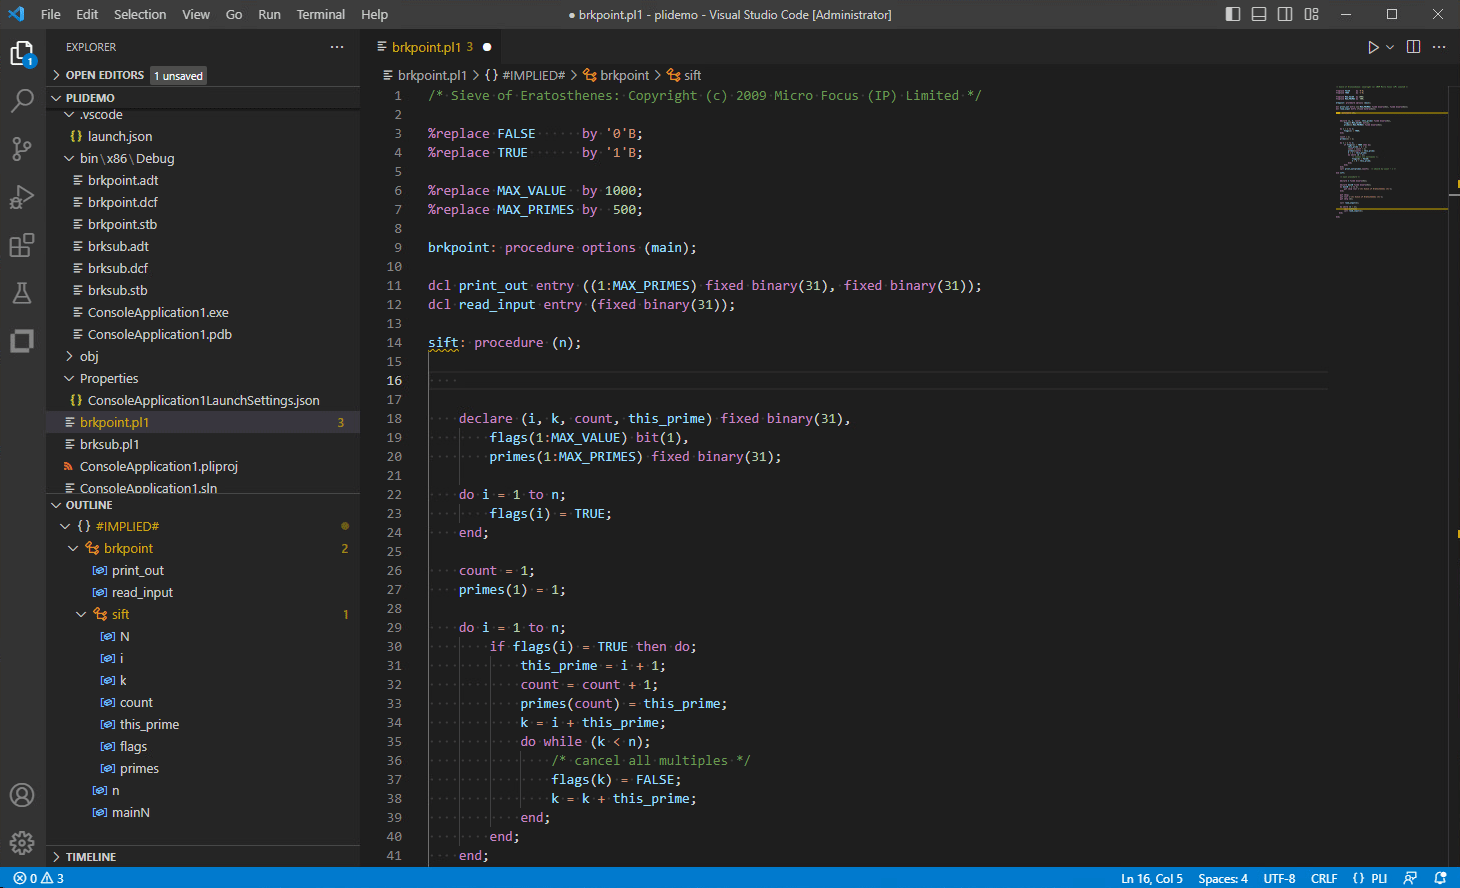 File Edit Selection View Go Run Terminal Help
● brkpoint.pl1 - plidemo - Visual Studio Code [Administrator]
EXPLORER
1
OPEN EDITORS 1 unsaved
PLIDEMO
.vscode
launch.json
bin\x86\Debug
brkpoint.adt
brkpoint.dcf
brkpoint.stb
brksub.adt
brksub.dcf
brksub.stb
ConsoleApplication1.exe
ConsoleApplication1.pdb
obj
Properties
ConsoleApplication1LaunchSettings.json
brkpoint.pl1 3
brksub.pl1
ConsoleApplication1.pliproj
ConsoleApplication1.sln
OUTLINE
{} #IMPLIED#
brkpoint 2
print_out
read_input
sift 1
N
i
k
count
this_prime
flags
primes
n
mainN
TIMELINE
brkpoint.pl1 3
brkpoint.pl1 > {} #IMPLIED# > brkpoint > sift
1 /* Sieve of Eratosthenes: Copyright (c) 2009 Micro Focus (IP) Limited */
2
3 %replace FALSE by '0'B;
4 %replace TRUE by '1'B;
5
6 %replace MAX_VALUE by 1000;
7 %replace MAX_PRIMES by 500;
8
9 brkpoint: procedure options (main);
10
11 dcl print_out entry ((1:MAX_PRIMES) fixed binary(31), fixed binary(31));
12 dcl read_input entry (fixed binary(31));
13
14 sift: procedure (n);
15
16
17
18 declare (i, k, count, this_prime) fixed binary(31),
19 flags(1:MAX_VALUE) bit(1),
20 primes(1:MAX_PRIMES) fixed binary(31);
21
22 do i = 1 to n;
23 flags(i) = TRUE;
24 end;
25
26 count = 1;
27 primes(1) = 1;
28
29 do i = 1 to n;
30 if flags(i) = TRUE then do;
31 this_prime = i + 1;
32 count = count + 1;
33 primes(count) = this_prime;
34 k = i + this_prime;
35 do while (k < n);
36 /* cancel all multiples */
37 flags(k) = FALSE;
38 k = k + this_prime;
39 end;
40 end;
41 end;
0 3
Ln 16, Col 5 Spaces: 4 UTF-8 CRLF {} PLI